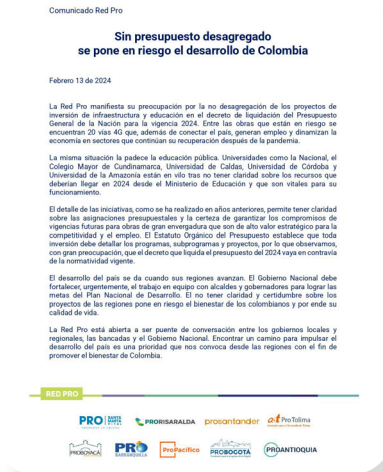 Comunicado Red Pro
Sin presupuesto desagregado
se pone en riesgo el desarrollo de Colombia
Febrero 13 de 2024
La Red Pro manifiesta su preocupación por la no desagregación de los proyectos de
inversión de infraestructura y educación en el decreto de liquidación del Presupuesto
General de la Nación para la vigencia 2024. Entre las obras que están en riesgo se
encuentran 20 vías 4G que, además de conectar el país, generan empleo y dinamizan la
economía en sectores que continúan su recuperación después de la pandemia.
La misma situación la padece la educación pública. Universidades como la Nacional, el
Colegio Mayor de Cundinamarca, Universidad de Caldas, Universidad de Córdoba y
Universidad de la Amazonía están en vilo tras no tener claridad sobre los recursos que
deberían llegar en 2024 desde el Ministerio de Educación y que son vitales para su
funcionamiento.
El detalle de las iniciativas, como se ha realizado en años anteriores, permite tener claridad
sobre las asignaciones presupuestales y la certeza de garantizar los compromisos de
vigencias futuras para obras de gran envergadura que son de alto valor estratégico para la
competitividad y el empleo. El Estatuto Orgánico del Presupuesto establece que toda
inversión debe detallar los programas, subprogramas y proyectos, por lo que observamos,
con gran preocupación, que el decreto que liquida el presupuesto del 2024 vaya en contravía
de la normatividad vigente.
El desarrollo del país se da cuando sus regiones avanzan. El Gobierno Nacional debe
fortalecer, urgentemente, el trabajo en equipo con alcaldes y gobernadores para lograr las
metas del Plan Nacional de Desarrollo. El no tener claridad y certidumbre sobre los
proyectos de las regiones pone en riesgo el bienestar de los colombianos y por ende su
calidad de vida.
La Red Pro está abierta a ser puente de conversación entre los gobiernos locales y
regionales, las bancadas y el Gobierno Nacional. Encontrar un camino para impulsar el
desarrollo del país es una prioridad que nos convoca desde las regiones con el fin de
promover el bienestar de Colombia.
RED PRO
PRO SANTA MARTA VITAL
PRORISARALDA
prosantander
ProTolima
PROBOYACÁ
PRO BARRANQUILLA
ProPacífico
PROBOGOTÁ
PROANTIOQUIA